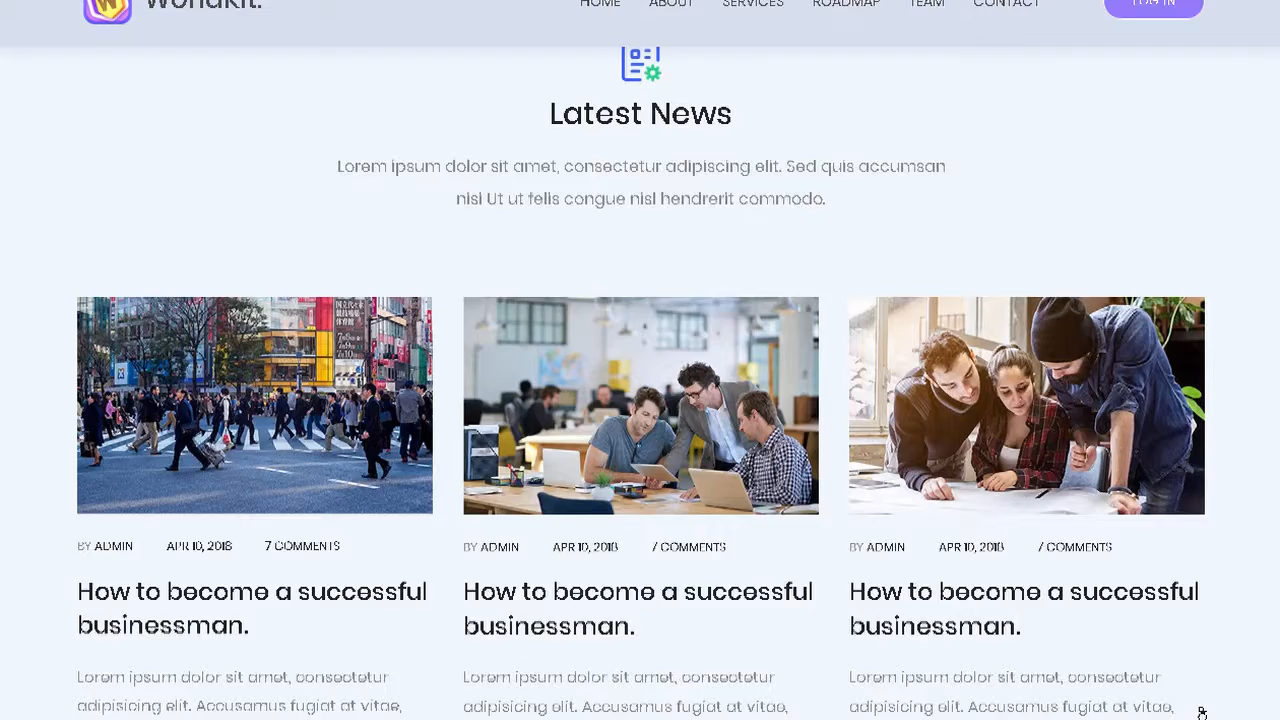 WorldKit.
HOME ABOUT SERVICES ROADMAP TEAM CONTACT LOG IN
Latest News
Lorem ipsum dolor sit amet, consectetur adipiscing elit. Sed quis accumsan
nisi Ut ut felis congue nisl hendrerit commodo.
BY ADMIN APR 10, 2018 7 COMMENTS
How to become a successful
businessman.
Lorem ipsum dolor sit amet, consectetur
adipisicing elit. Accusamus fugiat at vitae,
BY ADMIN APR 10, 2018 7 COMMENTS
How to become a successful
businessman.
Lorem ipsum dolor sit amet, consectetur
adipisicing elit. Accusamus fugiat at vitae,
BY ADMIN APR 10, 2018 7 COMMENTS
How to become a successful
businessman.
Lorem ipsum dolor sit amet, consectetur
adipisicing elit. Accusamus fugiat at vitae,